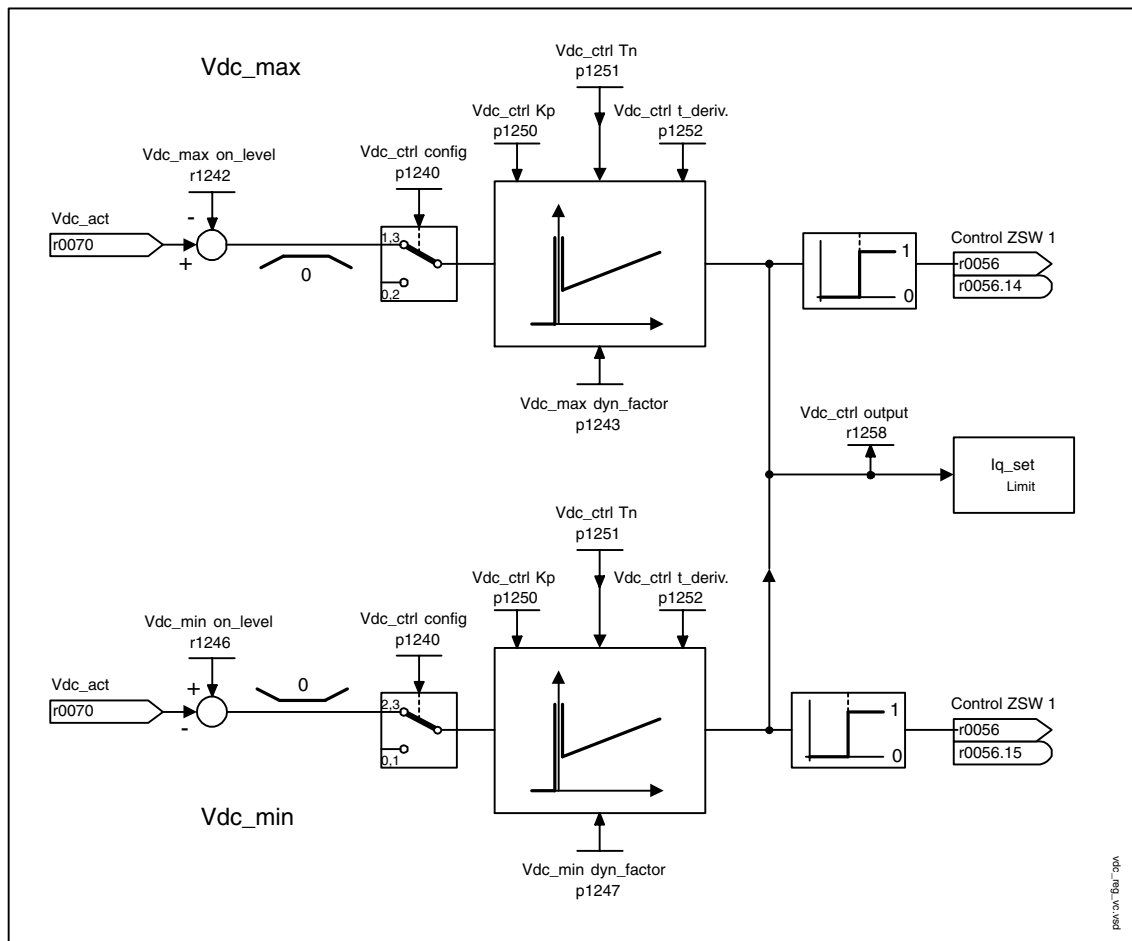 Vdc_max
Vdc_ctrl Tn
p1251
Vdc_ctrl Kp
p1250
Vdc_ctrl t_deriv.
p1252
Vdc_max on_level
r1242
Vdc_ctrl config
p1240
Vdc_act
r0070
-
+
0
1,3
0,2
1
0
Control ZSW 1
r0056
r0056.14
Vdc_max dyn_factor
p1243
Vdc_ctrl output
r1258
Iq_set
Limit
Vdc_ctrl Tn
p1251
Vdc_ctrl Kp
p1250
Vdc_ctrl t_deriv.
p1252
Vdc_min on_level
r1246
Vdc_ctrl config
p1240
Vdc_act
r0070
+
-
0
2,3
0,1
1
0
Control ZSW 1
r0056
r0056.15
Vdc_min
Vdc_min dyn_factor
p1247
vdc_reg_vc.vsd